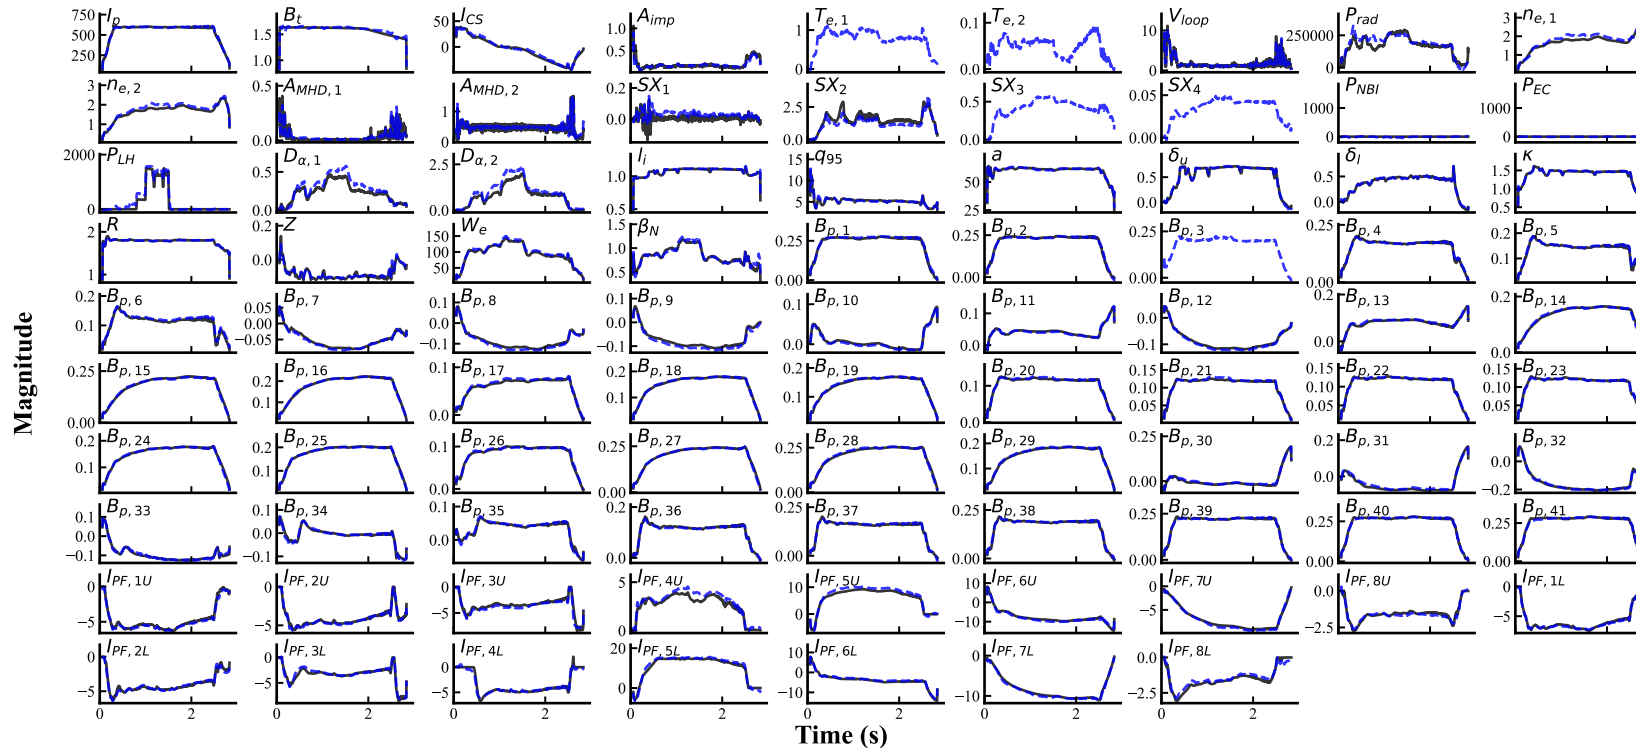 I_p B_t I_CS A_imp T_e,1 T_e,2 V_loop P_rad n_e,1
750 500 250
1.5 1.0
50 0
1.0 0.5
1 0
0.1 0.0
10 0
250000 0
3 2 1
n_e,2 A_MHD,1 A_MHD,2 SX_1 SX_2 SX_3 SX_4 P_NBI P_EC
3 2 1
0.5 0.0
1 0
0.2 0.0
2.5 0.0
0.5 0.0
0.05 0.00
1000 0
1000 0
P_LH D_α,1 D_α,2 l_i q_95 a δ_u δ_l κ
2000 0
0.5 0.0
2.5 0.0
1.0 0.5
15 10 5
50 25
0.5 0.0
0.5 0.0
1.5 1.0 0.5
R Z W_e β_N B_p,1 B_p,2 B_p,3 B_p,4 B_p,5
2 1
0.2 0.0
150 100 50
1.5 1.0 0.5
0.25 0.00
0.25 0.00
0.2 0.0
0.25 0.00
0.2 0.1
B_p,6 B_p,7 B_p,8 B_p,9 B_p,10 B_p,11 B_p,12 B_p,13 B_p,14
0.2 0.1
0.05 0.00 −0.05
0.1 0.0 −0.1
0.1 0.0 −0.1
0.1 0.0
0.1 0.0
0.0 −0.1
0.2 0.1 0.0
0.2 0.0
B_p,15 B_p,16 B_p,17 B_p,18 B_p,19 B_p,20 B_p,21 B_p,22 B_p,23
0.25 0.00
0.2 0.1
0.1 0.0
0.2 0.0
0.2 0.0
0.1 0.0
0.15 0.10 0.05
0.15 0.10 0.05
0.15 0.10 0.05
B_p,24 B_p,25 B_p,26 B_p,27 B_p,28 B_p,29 B_p,30 B_p,31 B_p,32
0.2 0.1
0.2 0.0
0.1 0.0
0.25 0.00
0.25 0.00
0.2 0.1
0.25 0.00
0.2 0.0
0.0 −0.2
B_p,33 B_p,34 B_p,35 B_p,36 B_p,37 B_p,38 B_p,39 B_p,40 B_p,41
0.1 0.0 −0.1
0.1 0.0 −0.1
0.1 0.0 −0.1
0.2 0.0
0.25 0.00
0.25 0.00
0.25 0.00
0.25 0.00
0.25 0.00
I_PF,1U I_PF,2U I_PF,3U I_PF,4U I_PF,5U I_PF,6U I_PF,7U I_PF,8U I_PF,1L
0 −5
0 −5
0 −5
5 0
10 0
10 0 −10
0 −5
0.0 −2.5
0 −5
I_PF,2L I_PF,3L I_PF,4L I_PF,5L I_PF,6L I_PF,7L I_PF,8L
0 −5
0 −5
0 −5
20 0
10 0 −10
0 −10
0.0 −2.5
0 2 0 2 0 2 0 2 0 2 0 2 0 2
Magnitude
Time (s)